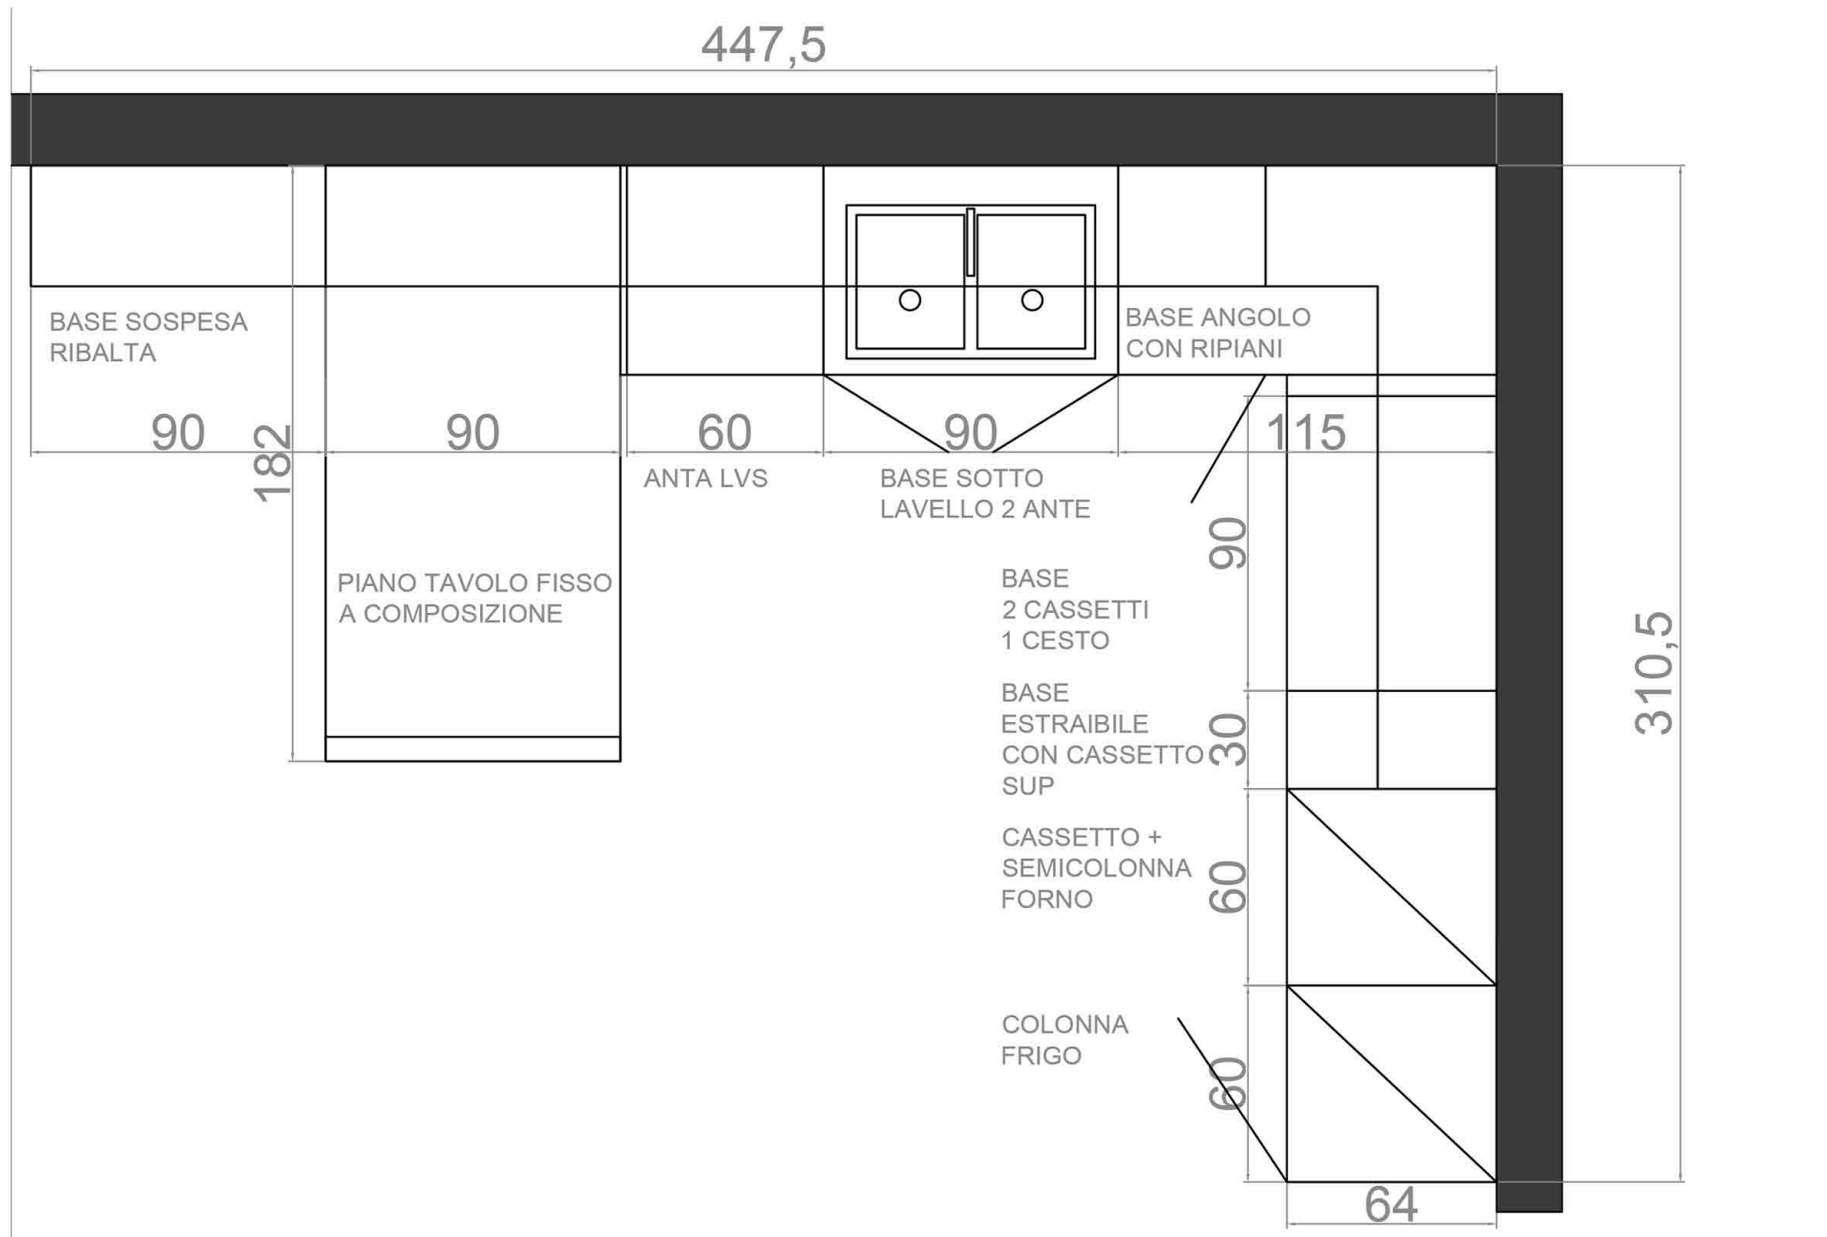 447,5
BASE SOSPESA
RIBALTA
BASE ANGOLO
CON RIPIANI
90
182
90
60
90
115
ANTA LVS
BASE SOTTO
LAVELLO 2 ANTE
PIANO TAVOLO FISSO
A COMPOSIZIONE
90
BASE
2 CASSETTI
1 CESTO
310,5
BASE
ESTRAIBILE
CON CASSETTO
SUP
30
CASSETTO +
SEMICOLONNA
FORNO
60
COLONNA
FRIGO
60
64